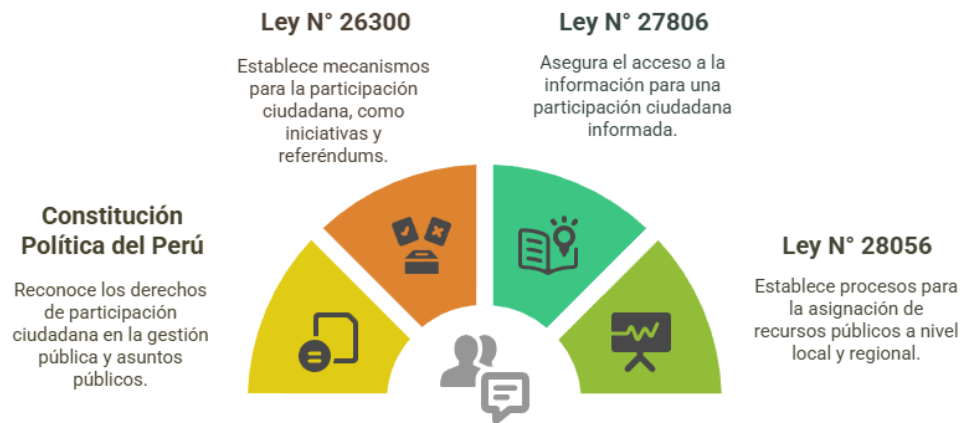 Ley N° 26300
Establece mecanismos
para la participación
ciudadana, como
iniciativas y
referéndums.
Ley N° 27806
Asegura el acceso a la
información para una
participación ciudadana
informada.
Constitución
Política del Perú
Reconoce los derechos
de participación
ciudadana en la gestión
pública y asuntos
públicos.
Ley N° 28056
Establece procesos para
la asignación de
recursos públicos a nivel
local y regional.